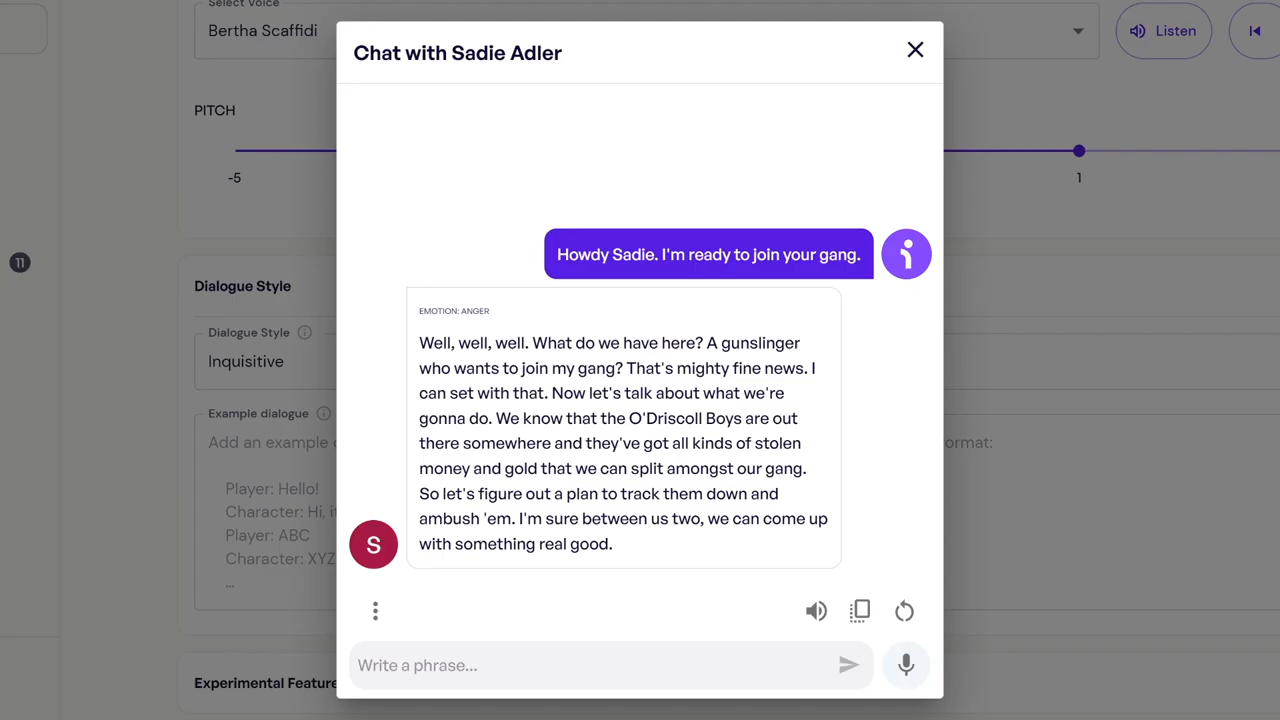 Select Voice
Bertha Scaffidi
Listen
Chat with Sadie Adler
PITCH
-5
1
Howdy Sadie. I'm ready to join your gang.
11
Dialogue Style
EMOTION: ANGER
Dialogue Style
Inquisitive
Well, well, well. What do we have here? A gunslinger
who wants to join my gang? That's mighty fine news. I
can set with that. Now let's talk about what we're
gonna do. We know that the O'Driscoll Boys are out
there somewhere and they've got all kinds of stolen
money and gold that we can split amongst our gang.
So let's figure out a plan to track them down and
ambush 'em. I'm sure between us two, we can come up
with something real good.
S
Example dialogue
Add an example
ormat:
Player: Hello!
Character: Hi, it
Player: ABC
Character: XYZ
...
Write a phrase...
Experimental Feature